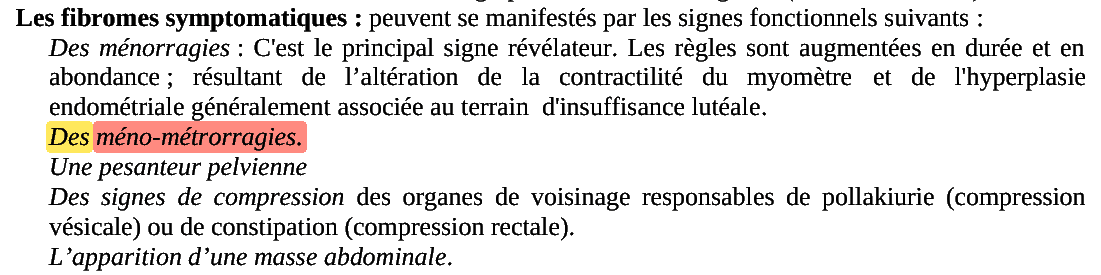 Les fibromes symptomatiques : peuvent se manifestés par les signes fonctionnels suivants :
Des ménorragies : C'est le principal signe révélateur. Les règles sont augmentées en durée et en
abondance ; résultant de l’altération de la contractilité du myomètre et de l'hyperplasie
endométriale généralement associée au terrain d'insuffisance lutéale.
Des méno-métrorragies.
Une pesanteur pelvienne
Des signes de compression des organes de voisinage responsables de pollakiurie (compression
vésicale) ou de constipation (compression rectale).
L’apparition d’une masse abdominale.